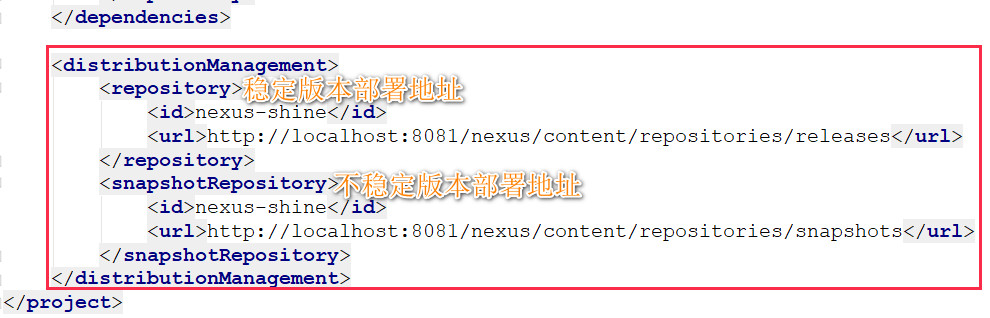 </dependencies>
<distributionManagement>
<repository>稳定版本部署地址
<id>nexus-shine</id>
<url>http://localhost:8081/nexus/content/repositories/releases</url>
</repository>
<snapshotRepository>不稳定版本部署地址
<id>nexus-shine</id>
<url>http://localhost:8081/nexus/content/repositories/snapshots</url>
</snapshotRepository>
</distributionManagement>
</project>